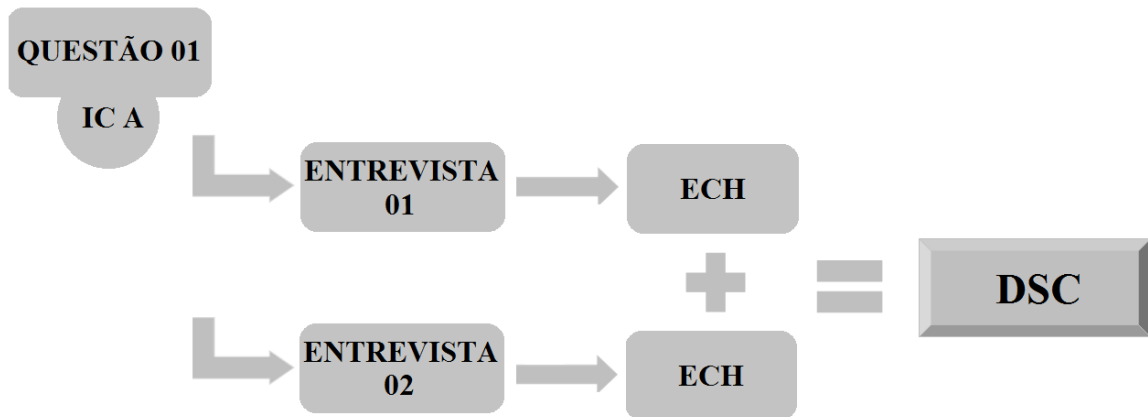 QUESTÃO 01
IC A
ENTREVISTA
01
ECH
DSC
ENTREVISTA
02
ECH